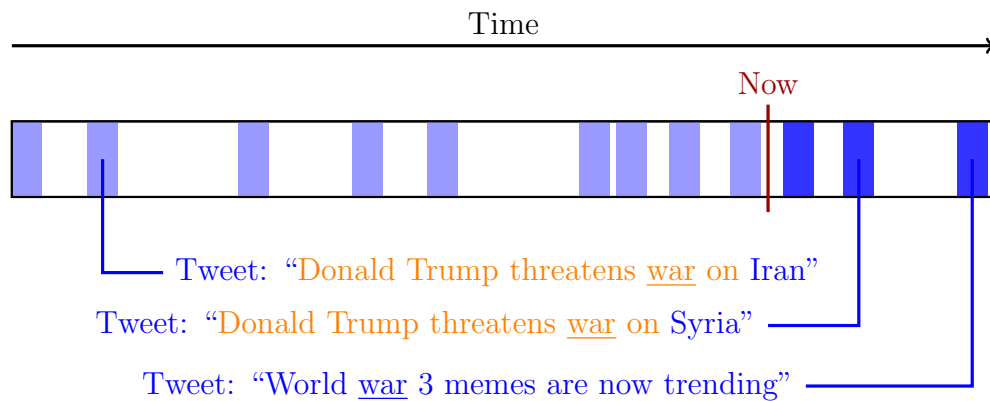 Time
Now
Tweet: “Donald Trump threatens war on Iran”
Tweet: “Donald Trump threatens war on Syria”
Tweet: “World war 3 memes are now trending”